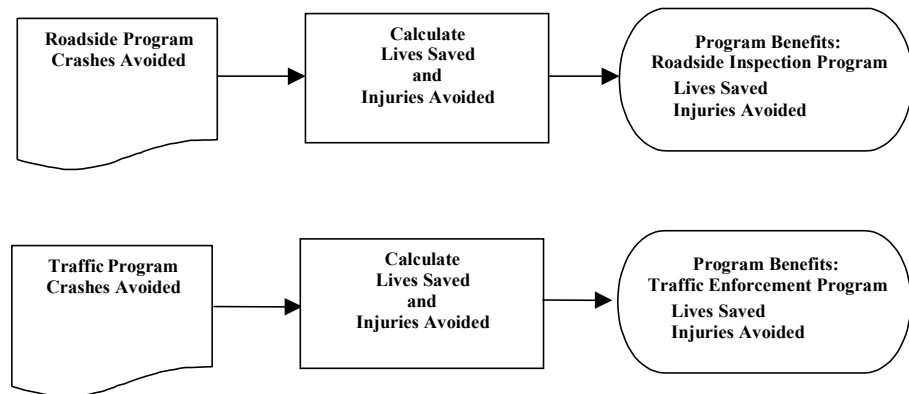 Roadside Program
Crashes Avoided
Calculate
Lives Saved
and
Injuries Avoided
Program Benefits:
Roadside Inspection Program
Lives Saved
Injuries Avoided
Traffic Program
Crashes Avoided
Calculate
Lives Saved
and
Injuries Avoided
Program Benefits:
Traffic Enforcement Program
Lives Saved
Injuries Avoided